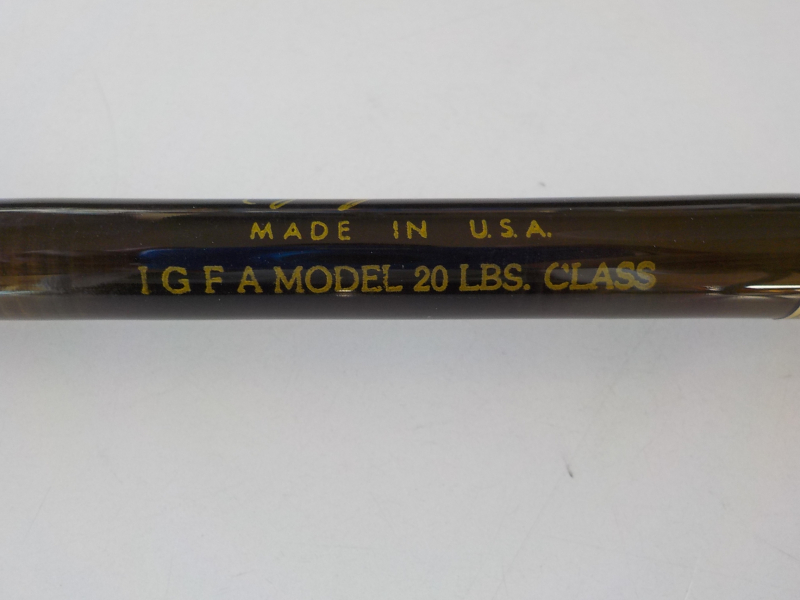 MADE IN U.S.A.
I G F A MODEL 20 LBS. CLASS